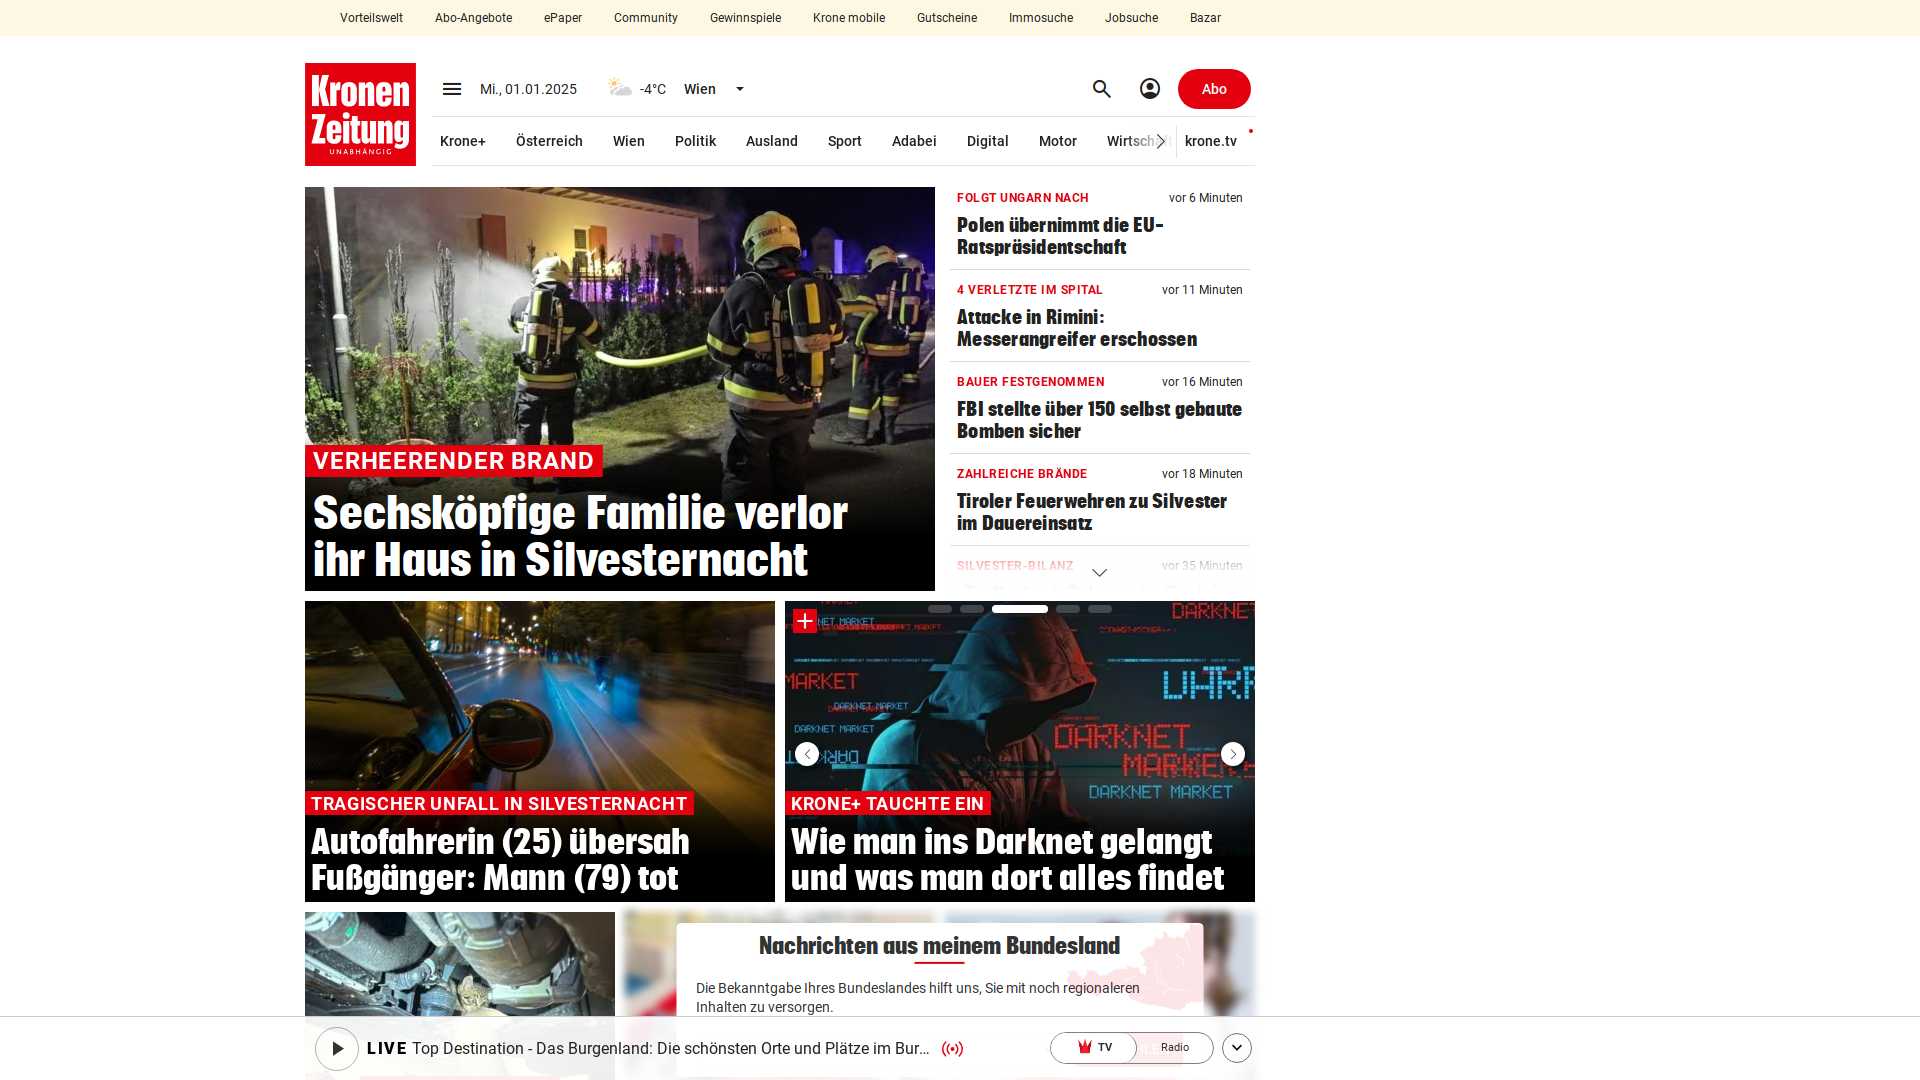 Vorteilswelt Abo-Angebote ePaper Community Gewinnspiele Krone mobile Gutscheine Immosuche Jobsuche Bazar
Kronen
Zeitung
UNABHÄNGIG
Mi., 01.01.2025 -4°C Wien Abo
Krone+ Österreich Wien Politik Ausland Sport Adabei Digital Motor krone.tv
VERHEERENDER BRAND
Sechsköpfige Familie verlor
ihr Haus in Silvesternacht
FOLGT UNGARN NACH vor 6 Minuten
Polen übernimmt die EU-
Ratspräsidentschaft
4 VERLETZTE IM SPITAL vor 11 Minuten
Attacke in Rimini:
Messerangreifer erschossen
BAUER FESTGENOMMEN vor 16 Minuten
FBI stellte über 150 selbst gebaute
Bomben sicher
ZAHLREICHE BRÄNDE vor 18 Minuten
Tiroler Feuerwehren zu Silvester
im Dauereinsatz
SILVESTER-BILANZ vor 35 Minuten
TRAGISCHER UNFALL IN SILVESTERNACHT
Autofahrerin (25) übersah
Fußgänger: Mann (79) tot
DARKNET
MARKET
DARKNET MARKET
DARKNET MARKET
DARKNET
MARKET
DARKNET MARKET
KRONE+ TAUCHTE EIN
Wie man ins Darknet gelangt
und was man dort alles findet
Nachrichten aus meinem Bundesland
Die Bekanntgabe Ihres Bundeslandes hilft uns, Sie mit noch regionaleren
Inhalten zu versorgen.
LIVE Top Destination - Das Burgenland: Die schönsten Orte und Plätze im Bur... TV Radio